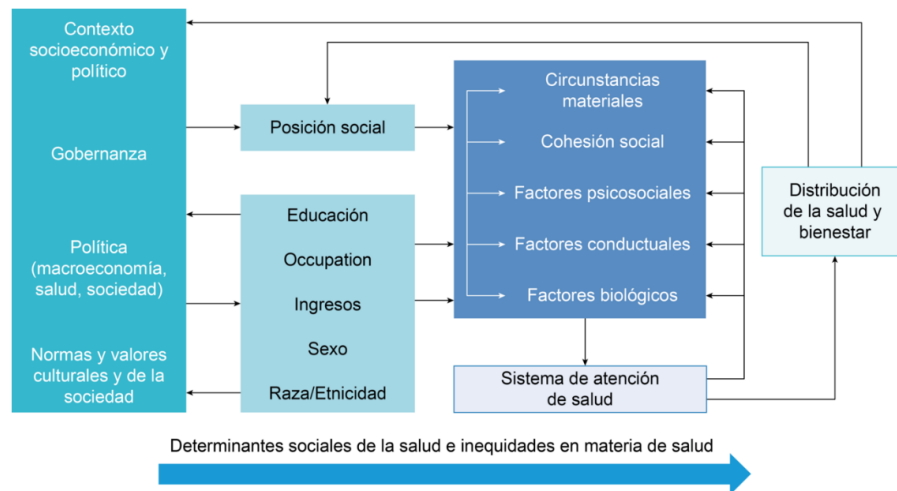 Contexto
socioeconómico y
político
Gobernanza
Política
(macroeconomía,
salud, sociedad)
Normas y valores
culturales y de la
sociedad
Posición social
Educación
Occupation
Ingresos
Sexo
Raza/Etnicidad
Circunstancias
materiales
Cohesión social
Factores psicosociales
Factores conductuales
Factores biológicos
Sistema de atención
de salud
Distribución
de la salud y
bienestar
Determinantes sociales de la salud e inequidades en materia de salud